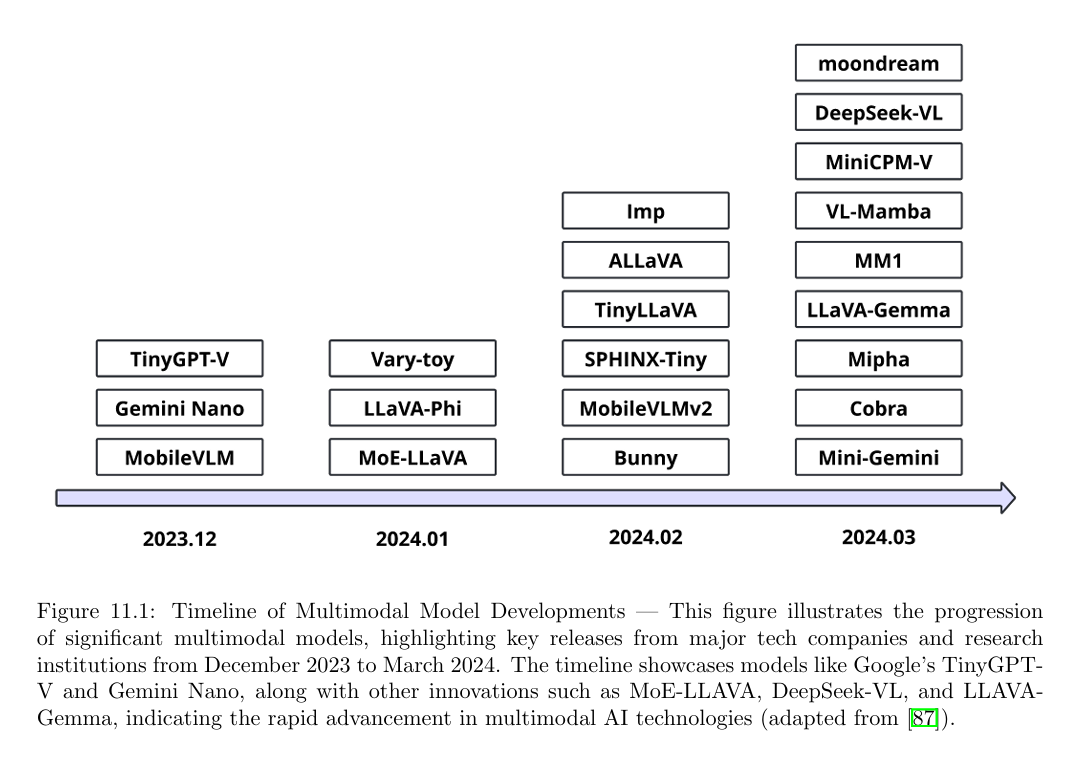 moondream
DeepSeek-VL
MiniCPM-V
Imp
VL-Mamba
ALLaVA
MM1
TinyLLaVA
LLaVA-Gemma
TinyGPT-V
Vary-toy
SPHINX-Tiny
Mipha
Gemini Nano
LLaVA-Phi
MobileVLMv2
Cobra
MobileVLM
MoE-LLaVA
Bunny
Mini-Gemini
2023.12
2024.01
2024.02
2024.03
Figure 11.1: Timeline of Multimodal Model Developments — This figure illustrates the progression
of significant multimodal models, highlighting key releases from major tech companies and research
institutions from December 2023 to March 2024. The timeline showcases models like Google's TinyGPT-
V and Gemini Nano, along with other innovations such as MoE-LLAVA, DeepSeek-VL, and LLAVA-
Gemma, indicating the rapid advancement in multimodal AI technologies (adapted from [87]).